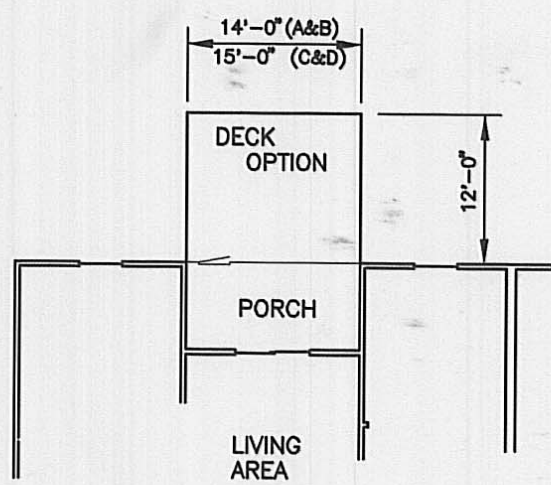 14'-0" (A&B)
15'-0" (C&D)
DECK
OPTION
12'-0"
PORCH
LIVING
AREA